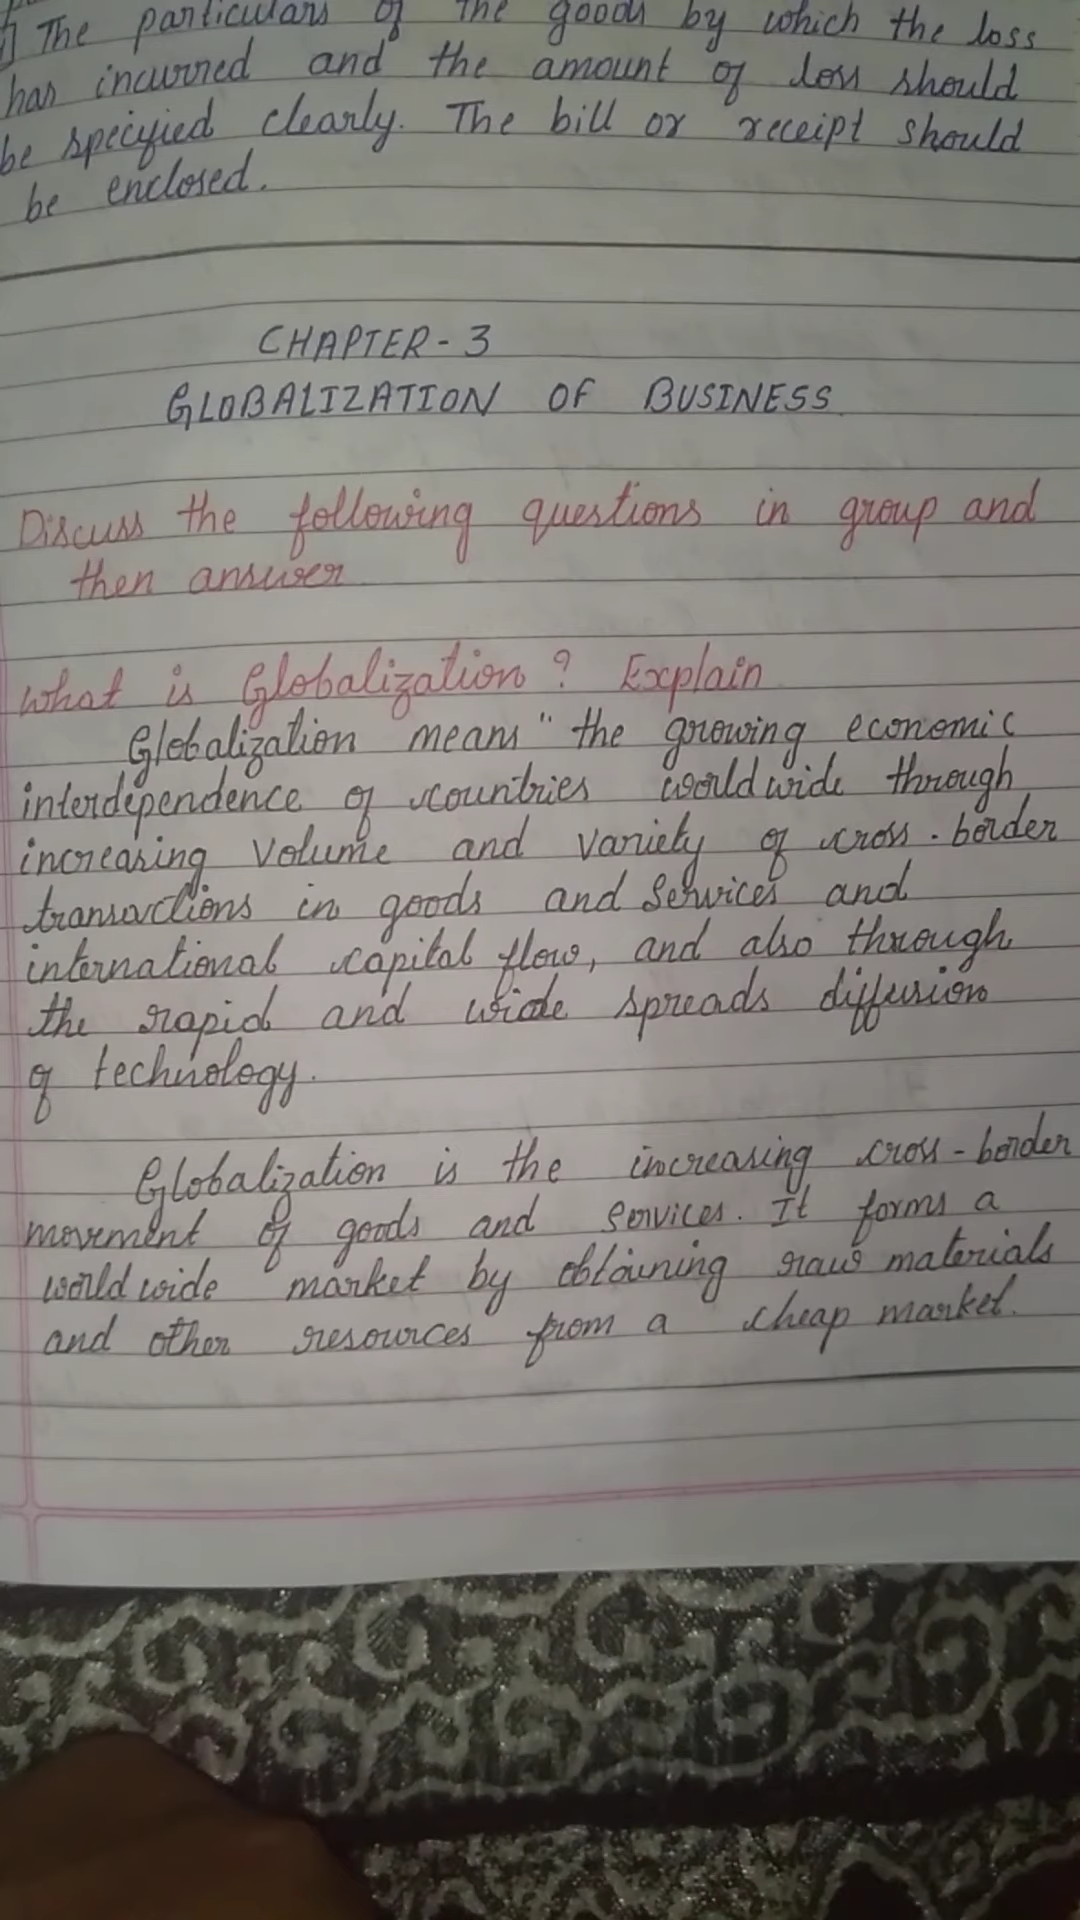 The particulars of the goods by which the loss
has incurred and the amount of loss should
be specified clearly. The bill or receipt should
be enclosed.
CHAPTER - 3
GLOBALIZATION OF BUSINESS
Discuss the following questions in group and
then answer
What is Globalization? Explain
Globalization means "the growing economic
interdependence of countries worldwide through
increasing volume and variety of cross-border
transactions in goods and services and
international capital flow, and also through
the rapid and wide spreads diffusion
of technology.
Globalization is the increasing cross-border
movement of goods and services. It forms a
world wide market by obtaining raw materials
and other resources from a cheap market.